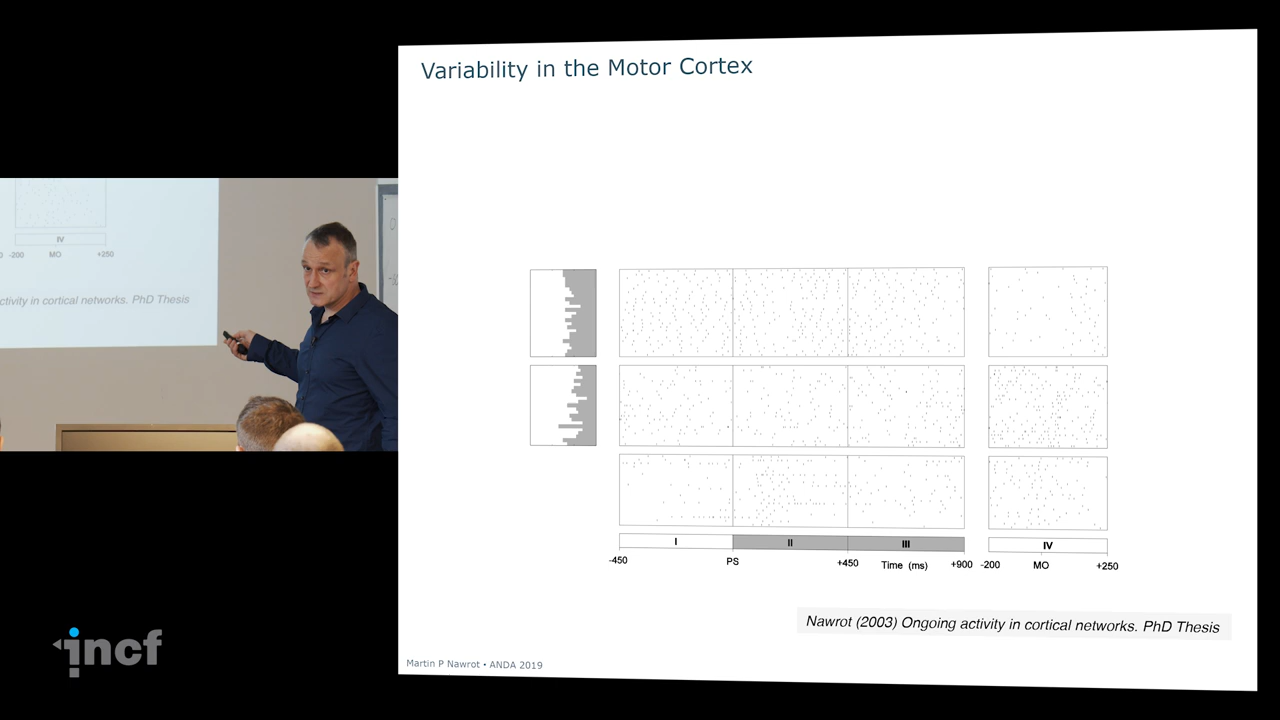 Variability in the Motor Cortex
IV
-200 MO +250
ctivity in cortical networks. PhD Thesis
I II III IV
-450 PS +450 Time (ms) +900 -200 MO +250
Nawrot (2003) Ongoing activity in cortical networks. PhD Thesis
incf
Martin P Nawrot • ANDA 2019